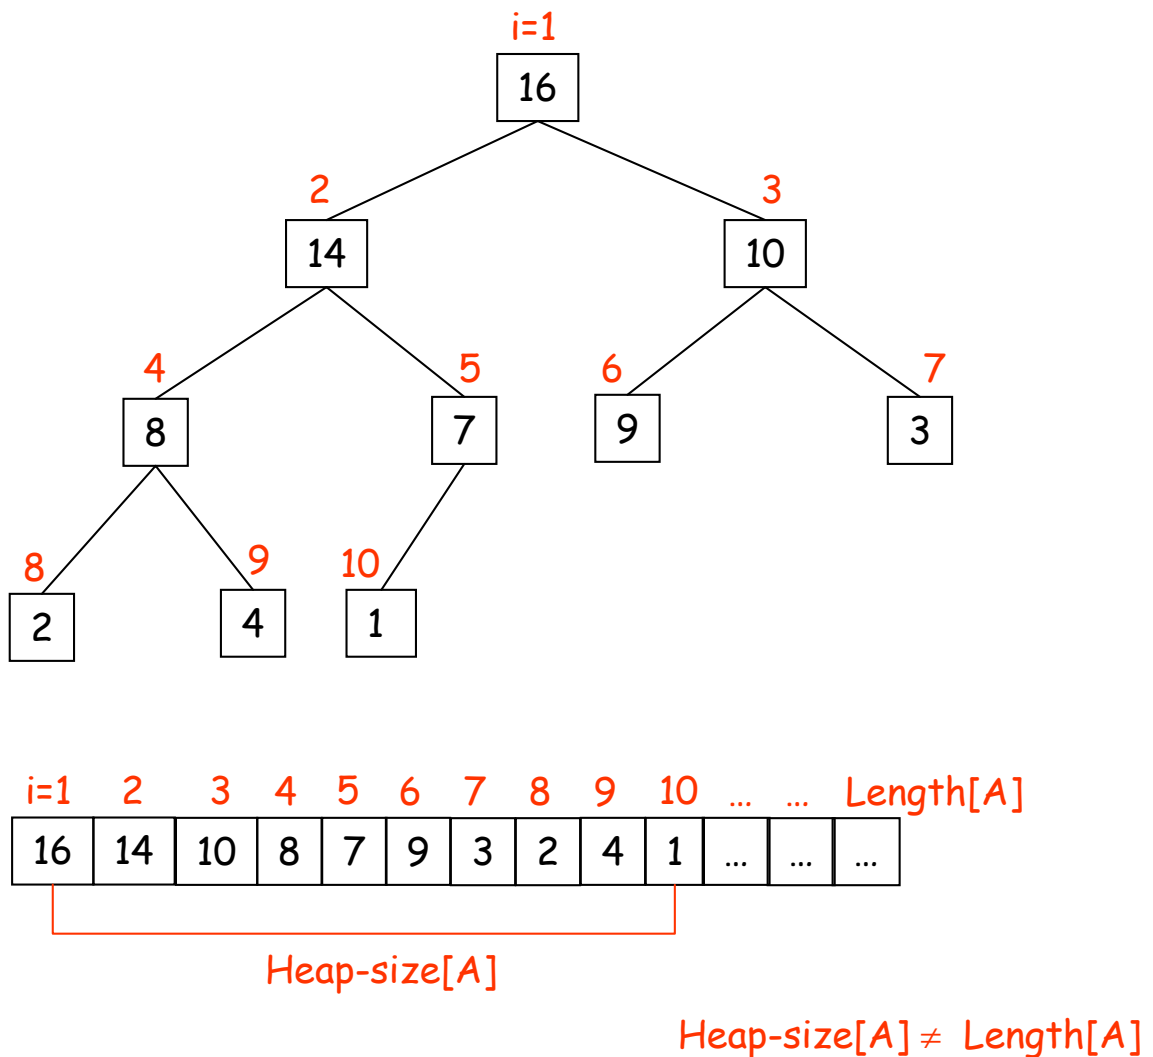 i=1
16
2 3
14 10
4 5 6 7
8 7 9 3
8 9 10
2 4 1
i=1 2 3 4 5 6 7 8 9 10 ... ... Length[A]
16 14 10 8 7 9 3 2 4 1 ... ... ...
Heap-size[A]
Heap-size[A] ≠ Length[A]